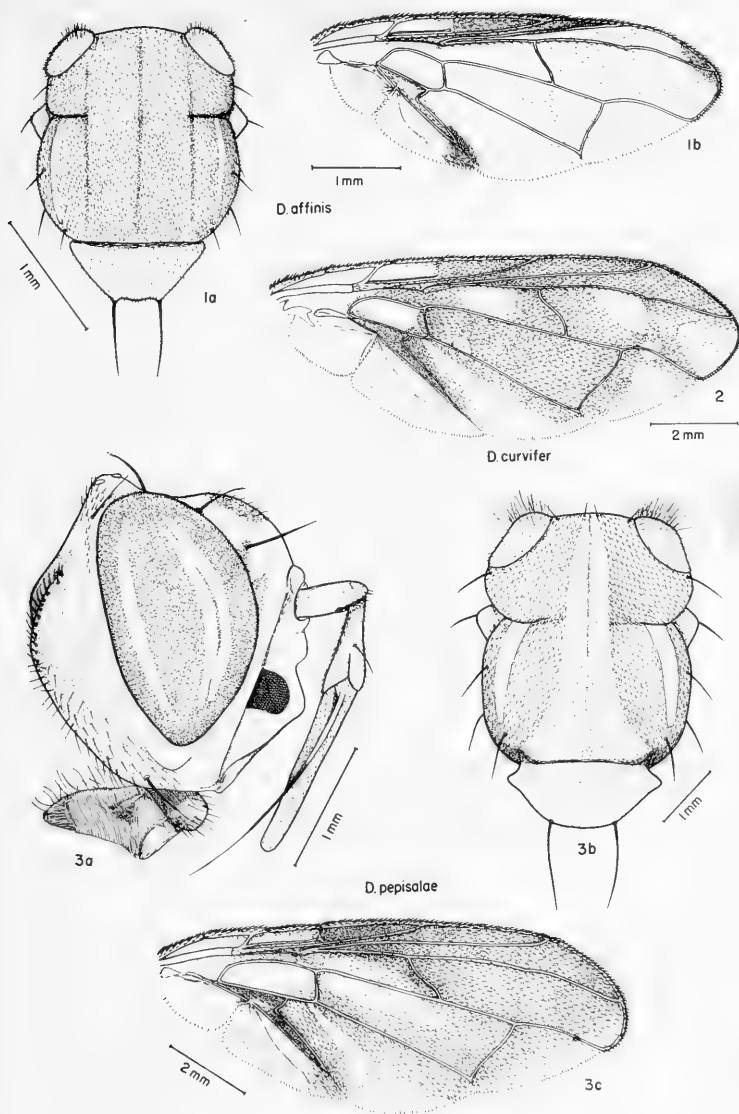 1b
1 mm
D. affinis
1 mm
1a
2
2 mm
D. curvifer
3a
1 mm
3b
1 mm
D. pepisalae
2 mm
3c